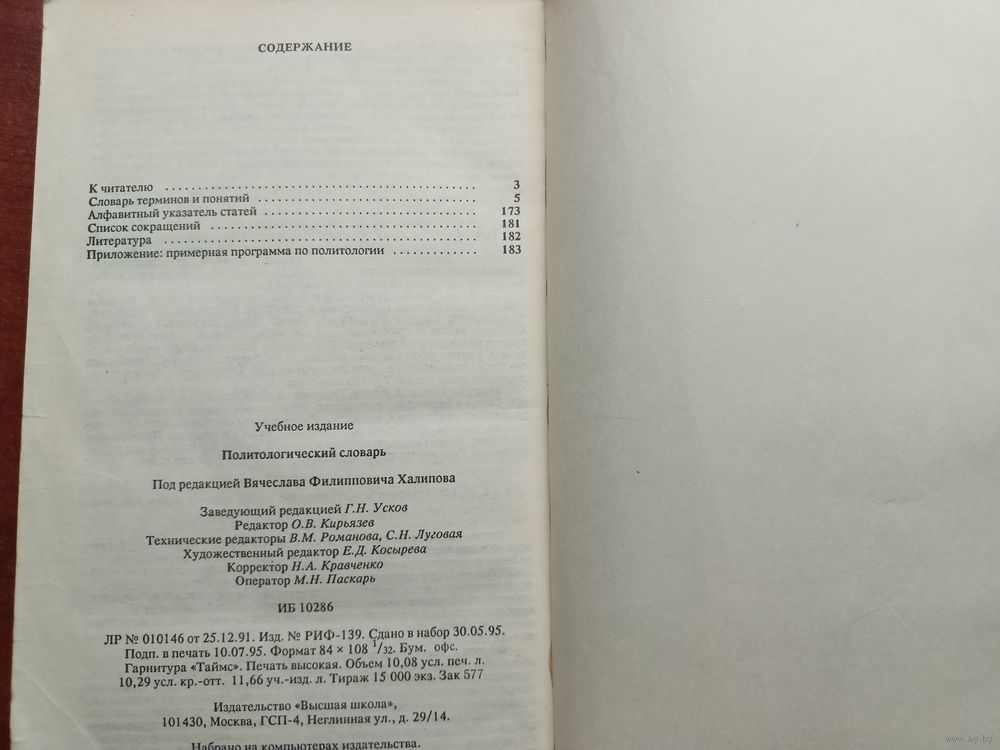 СОДЕРЖАНИЕ
К читателю . . . . . . . . . . . . . . . . . . . . . . . . . . . . . . . . . . . . . . . . 3
Словарь терминов и понятий . . . . . . . . . . . . . . . . . . . . . . . . . . . . 5
Алфавитный указатель статей . . . . . . . . . . . . . . . . . . . . . . . . . . . 173
Список сокращений . . . . . . . . . . . . . . . . . . . . . . . . . . . . . . . . . . 181
Литература . . . . . . . . . . . . . . . . . . . . . . . . . . . . . . . . . . . . . . . . 182
Приложение: примерная программа по политологии . . . . . . . . . . . . . 183
Учебное издание
Политологический словарь
Под редакцией Вячеслава Филипповича Халипова
Заведующий редакцией Г.Н. Усков
Редактор О.В. Кирьязев
Технические редакторы В.М. Романова, С.Н. Луговая
Художественный редактор Е.Д. Косырева
Корректор Н.А. Кравченко
Оператор М.Н. Паскарь
ИБ 10286
ЛР № 010146 от 25.12.91. Изд. № РИФ-139. Сдано в набор 30.05.95.
Подп. в печать 10.07.95. Формат 84 × 108 1/32. Бум. офс.
Гарнитура «Таймс». Печать высокая. Объем 10,08 усл. печ. л.
10,29 усл. кр.-отт. 11,66 уч.-изд. л. Тираж 15 000 экз. Зак 577
Издательство «Высшая школа»,
101430, Москва, ГСП-4, Неглинная ул., д. 29/14.
Набрано на компьютерах издательства.
www.ay.by